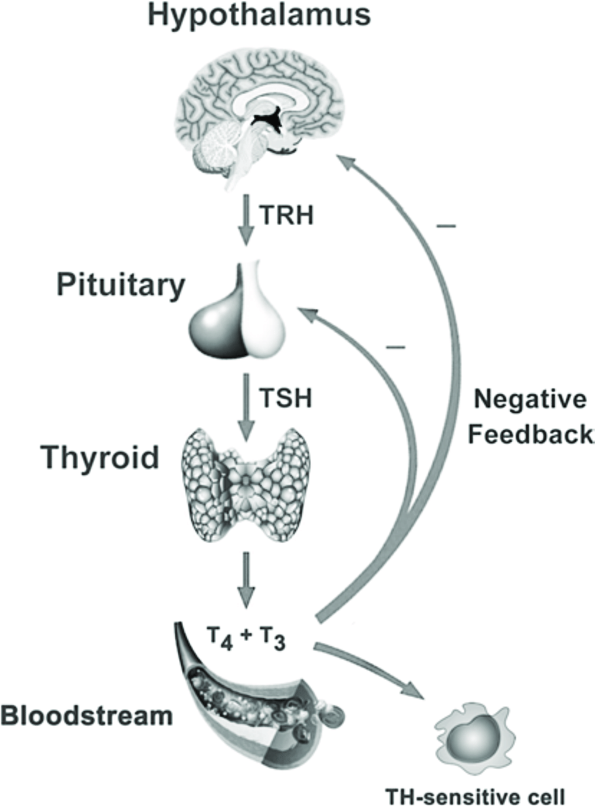 Hypothalamus
TRH
Pituitary
–
–
TSH
Negative
Feedback
Thyroid
T4 + T3
Bloodstream
TH-sensitive cell